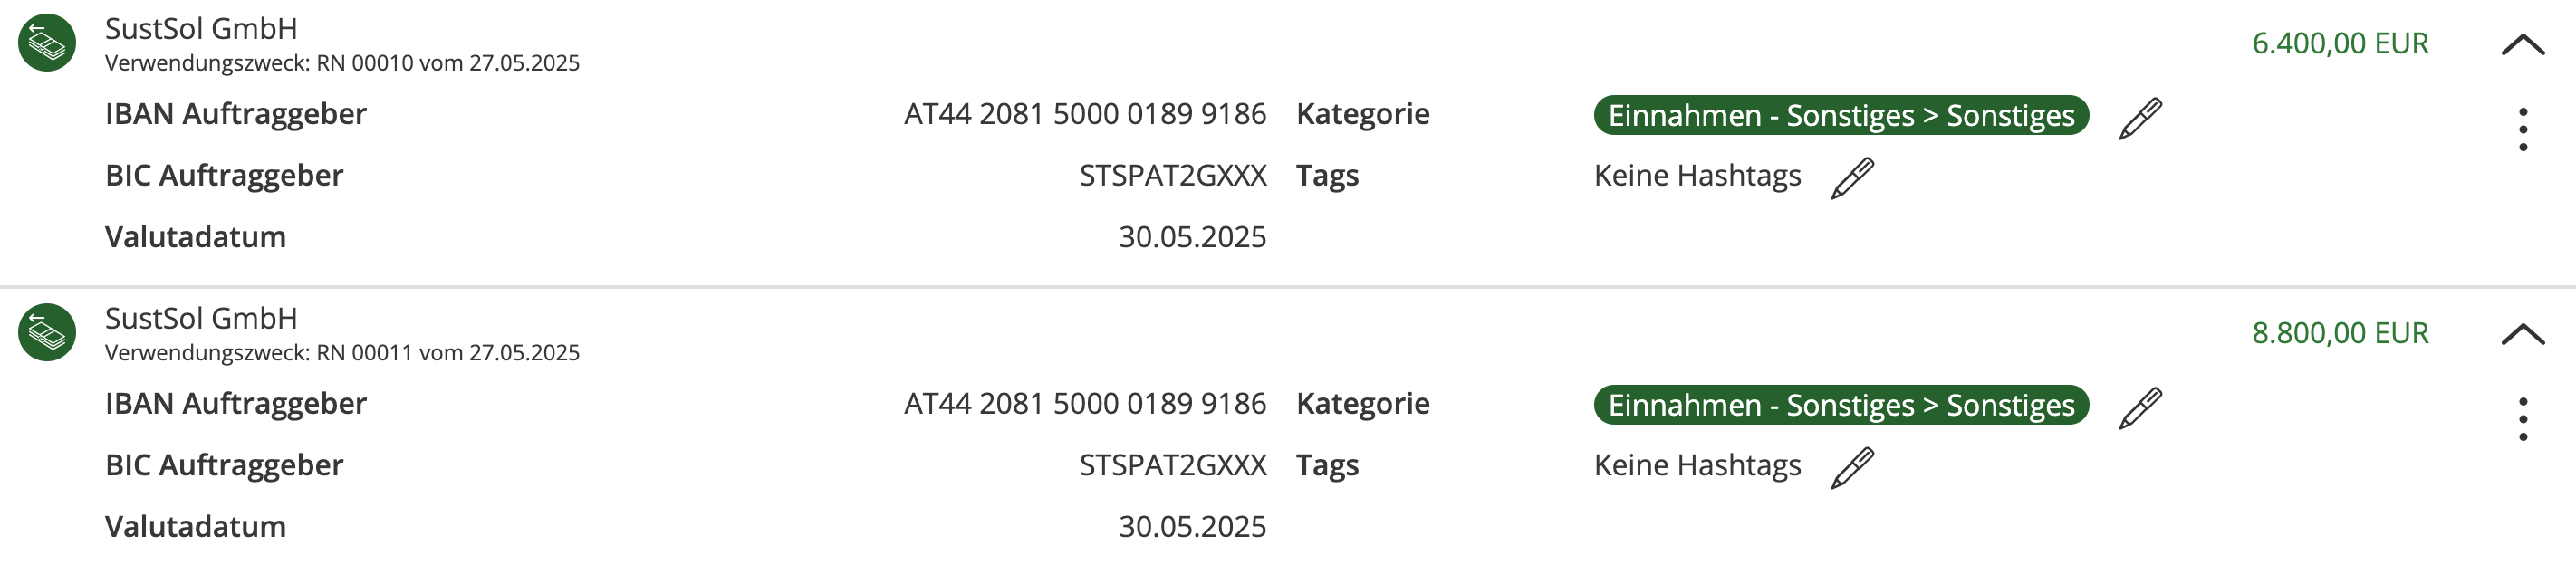 SustSol GmbH
6.400,00 EUR
Verwendungszweck: RN 00010 vom 27.05.2025
IBAN Auftraggeber AT44 2081 5000 0189 9186 Kategorie Einnahmen - Sonstiges > Sonstiges
BIC Auftraggeber STSPAT2GXXX Tags Keine Hashtags
Valutadatum 30.05.2025
SustSol GmbH
8.800,00 EUR
Verwendungszweck: RN 00011 vom 27.05.2025
IBAN Auftraggeber AT44 2081 5000 0189 9186 Kategorie Einnahmen - Sonstiges > Sonstiges
BIC Auftraggeber STSPAT2GXXX Tags Keine Hashtags
Valutadatum 30.05.2025